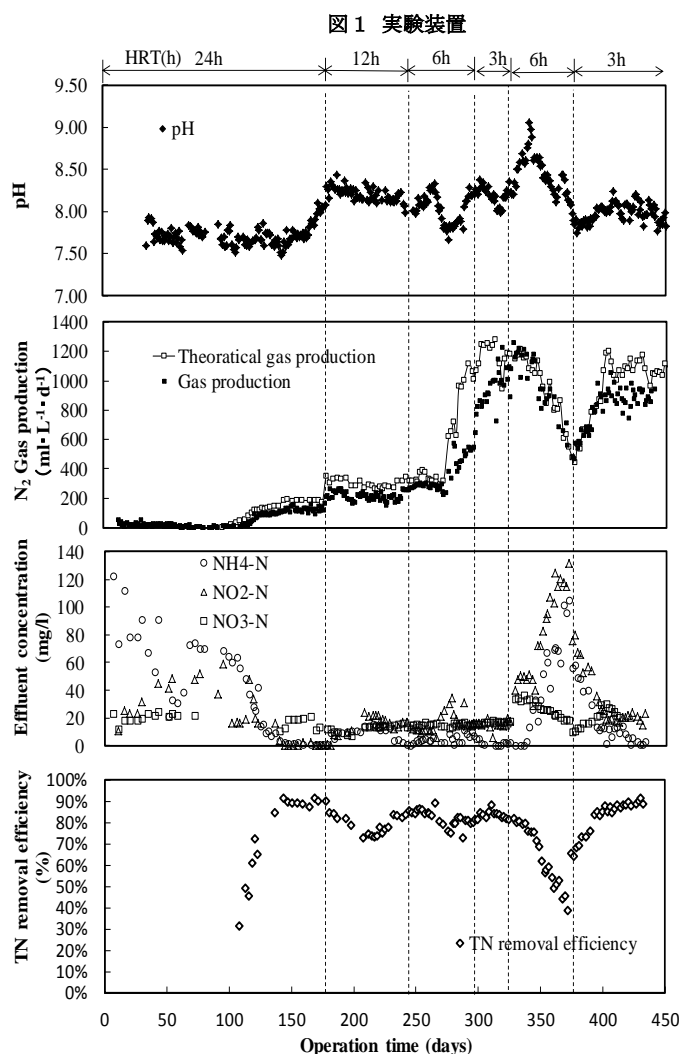 図１ 実験装置
HRT(h) 24h 12h 6h 3h 6h 3h
9.50
9.00
8.50
8.00
7.50
7.00
pH
pH
1400
1200
1000
800
600
400
200
0
N₂ Gas production
(ml・L⁻¹・d⁻¹)
Theoratical gas production
Gas production
140
120
100
80
60
40
20
0
Effluent concentration
(mg/l)
NH4-N
NO2-N
NO3-N
100%
90%
80%
70%
60%
50%
40%
30%
20%
10%
0%
TN removal efficiency
(%)
TN removal efficiency
0 50 100 150 200 250 300 350 400 450
Operation time (days)